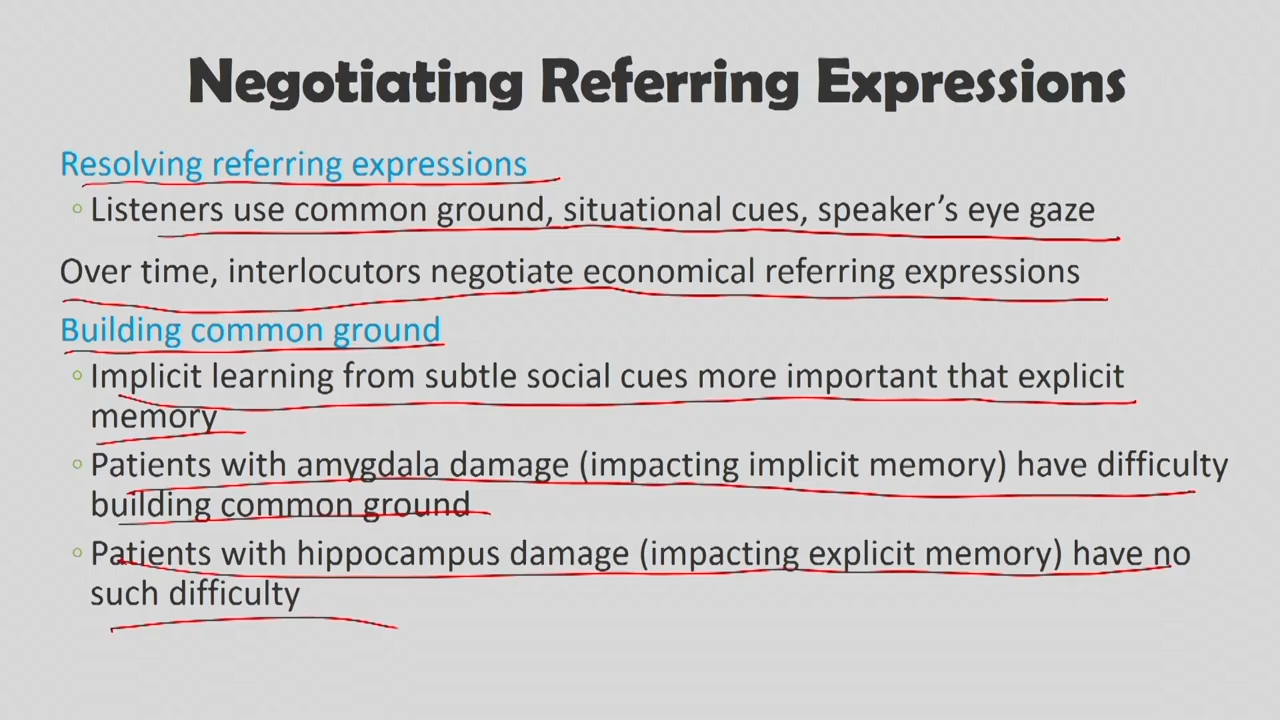 Negotiating Referring Expressions
Resolving referring expressions
◦ Listeners use common ground, situational cues, speaker's eye gaze
Over time, interlocutors negotiate economical referring expressions
Building common ground
◦ Implicit learning from subtle social cues more important that explicit
memory
◦ Patients with amygdala damage (impacting implicit memory) have difficulty
building common ground
◦ Patients with hippocampus damage (impacting explicit memory) have no
such difficulty